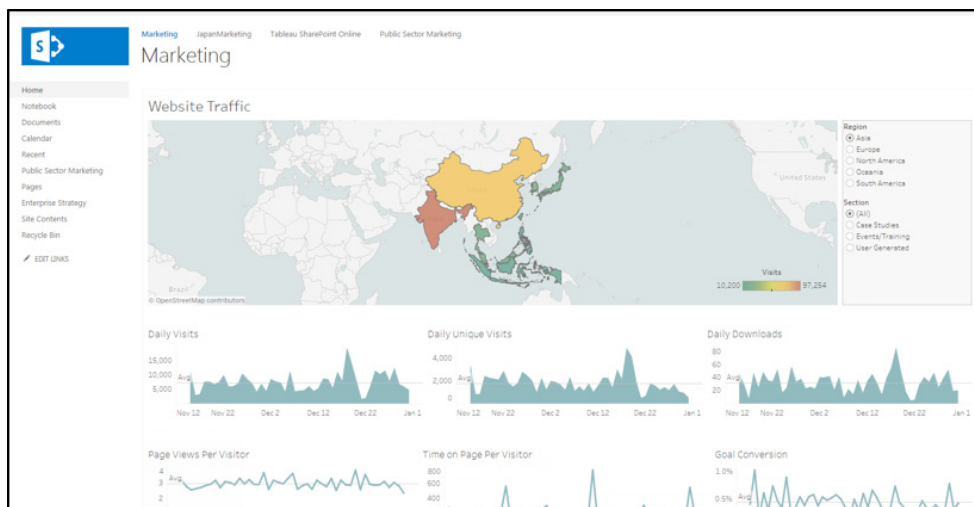 S
Marketing JapanMarketing Tableau SharePoint Online Public Sector Marketing
Marketing
Home
Notebook
Documents
Calendar
Recent
Public Sector Marketing
Pages
Enterprise Strategy
Site Contents
Recycle Bin
EDIT LINKS
Website Traffic
United States
Brazil
© OpenStreetMap contributors
Visits
10,200 97,254
Region
Asia
Europe
North America
Oceania
South America
Section
(All)
Case Studies
Events/Training
User Generated
Daily Visits
15,000
10,000
5,000
Avg
Nov 12 Nov 22 Dec 2 Dec 12 Dec 22 Jan 1
Daily Unique Visits
4,000
2,000
0
Avg
Nov 12 Nov 22 Dec 2 Dec 12 Dec 22 Jan 1
Daily Downloads
80
60
40
20
Avg
Nov 12 Nov 22 Dec 2 Dec 12 Dec 22 Jan 1
Page Views Per Visitor
4
3
2
Avg
Time on Page Per Visitor
800
600
400
Goal Conversion
1.0%
0.5%
Avg